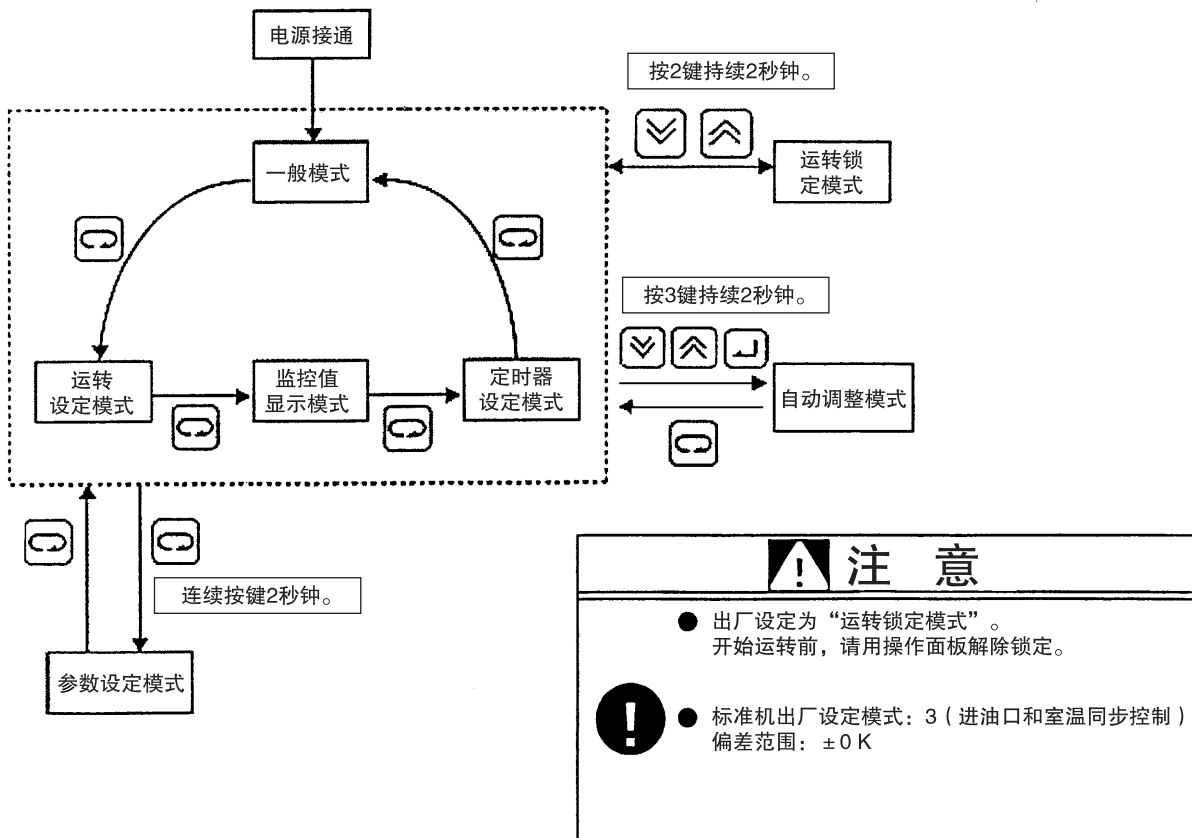 电源接通
按2键持续2秒钟。
一般模式
运转锁
定模式
按3键持续2秒钟。
运转
设定模式
监控值
显示模式
定时器
设定模式
自动调整模式
连续按键2秒钟。
参数设定模式
注 意
● 出厂设定为“运转锁定模式”。
开始运转前，请用操作面板解除锁定。
● 标准机出厂设定模式：3（进油口和室温同步控制）
偏差范围：±0 K